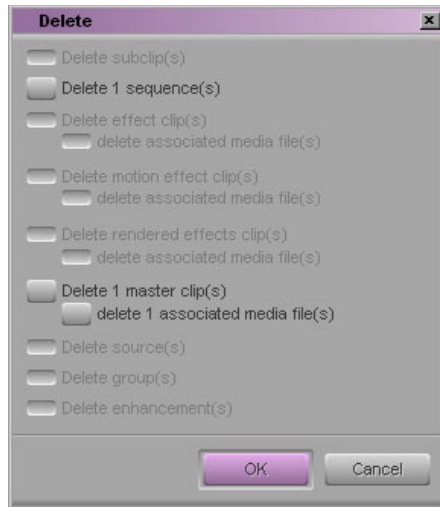 Delete
Delete subclip(s)
Delete 1 sequence(s)
Delete effect clip(s)
delete associated media file(s)
Delete motion effect clip(s)
delete associated media file(s)
Delete rendered effects clip(s)
delete associated media file(s)
Delete 1 master clip(s)
delete 1 associated media file(s)
Delete source(s)
Delete group(s)
Delete enhancement(s)
OK Cancel